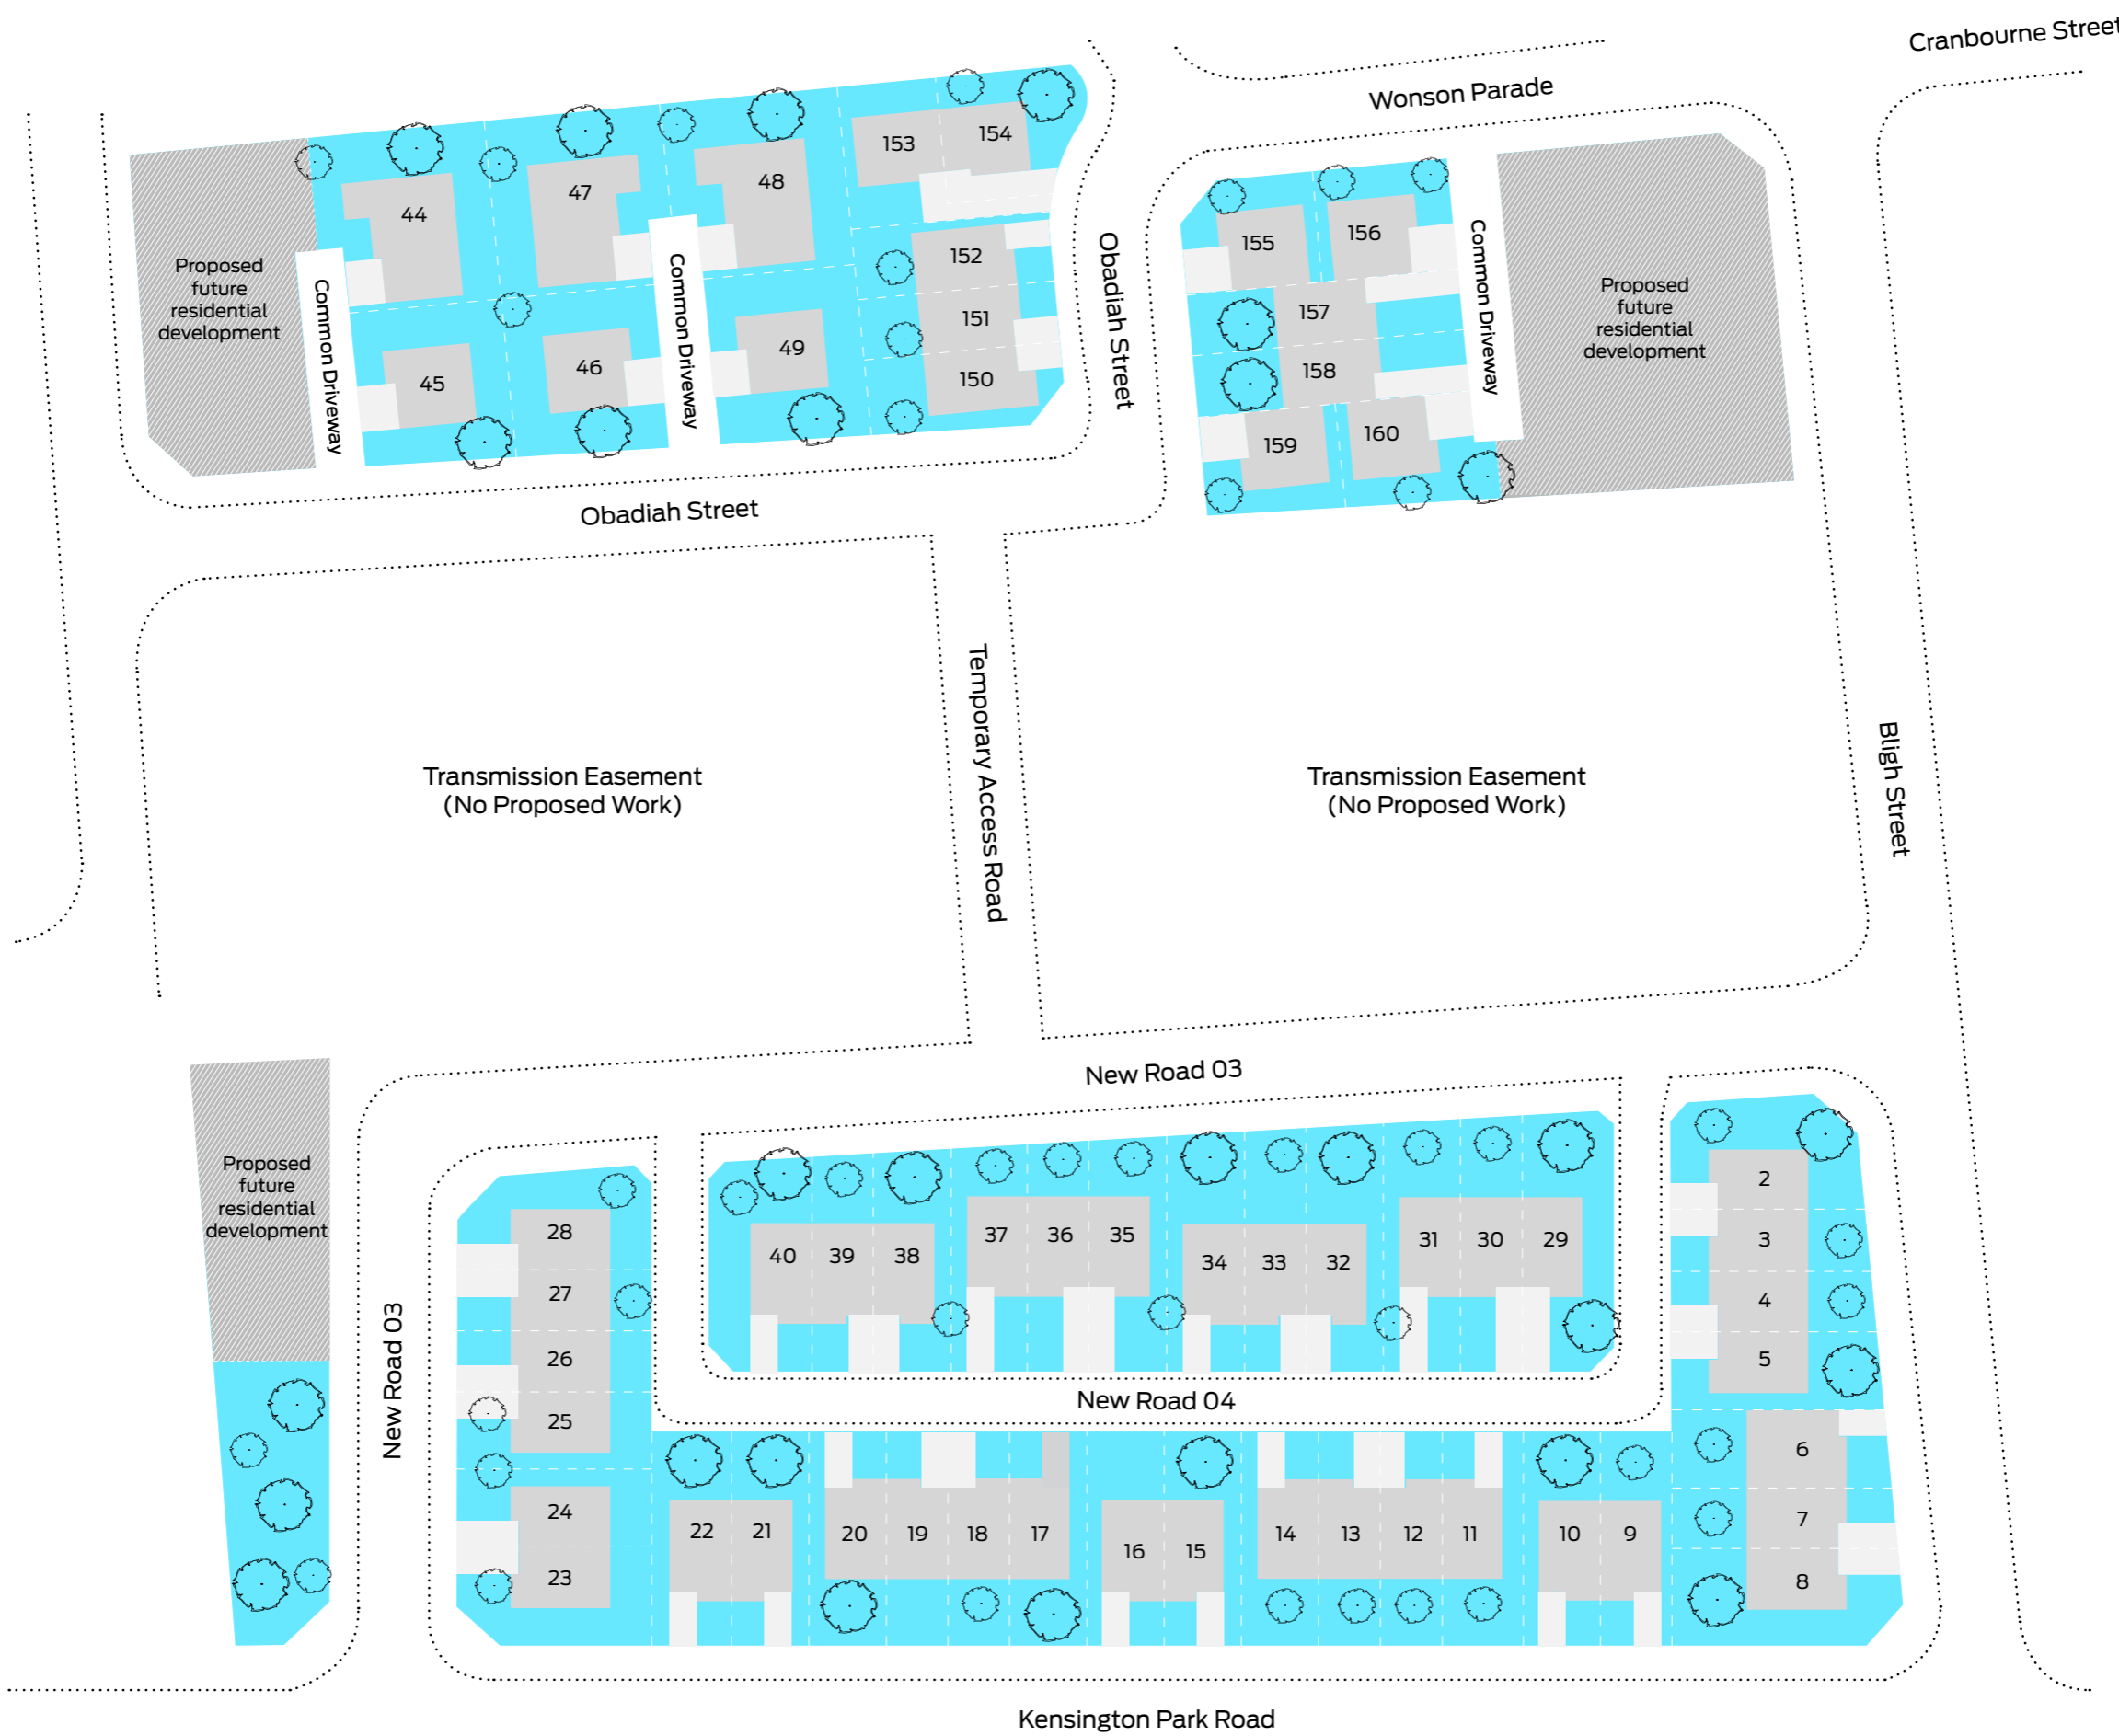 Cranbourne Street
Wonson Parade
153
154
44
47
48
155
156
Common Driveway
Proposed
future
residential
development
Common Driveway
Common Driveway
152
151
150
Obadiah Street
157
158
Proposed
future
residential
development
45
46
49
159
160
Obadiah Street
Temporary Access Road
Transmission Easement
(No Proposed Work)
Transmission Easement
(No Proposed Work)
Bligh Street
New Road 03
Proposed
future
residential
development
28
27
26
25
40
39
38
37
36
35
34
33
32
31
30
29
2
3
4
5
New Road 03
New Road 04
24
23
22
21
20
19
18
17
16
15
14
13
12
11
10
9
6
7
8
Kensington Park Road